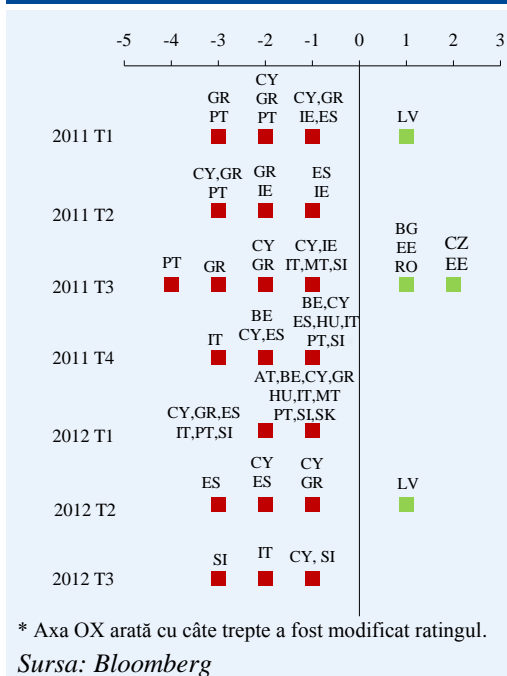 -5 -4 -3 -2 -1 0 1 2 3
CY
GR GR CY,GR
PT PT IE,ES LV
2011 T1
CY,GR GR ES
PT IE IE
2011 T2
BG
CY CY,IE EE CZ
PT GR GR IT,MT,SI RO EE
2011 T3
BE,CY
BE ES,HU,IT
IT CY,ES PT,SI
2011 T4
AT,BE,CY,GR
HU,IT,MT
CY,GR,ES PT,SI,SK
IT,PT,SI
2012 T1
CY CY
ES ES GR LV
2012 T2
SI IT CY, SI
2012 T3
* Axa OX arată cu câte trepte a fost modificat ratingul.
Sursa: Bloomberg